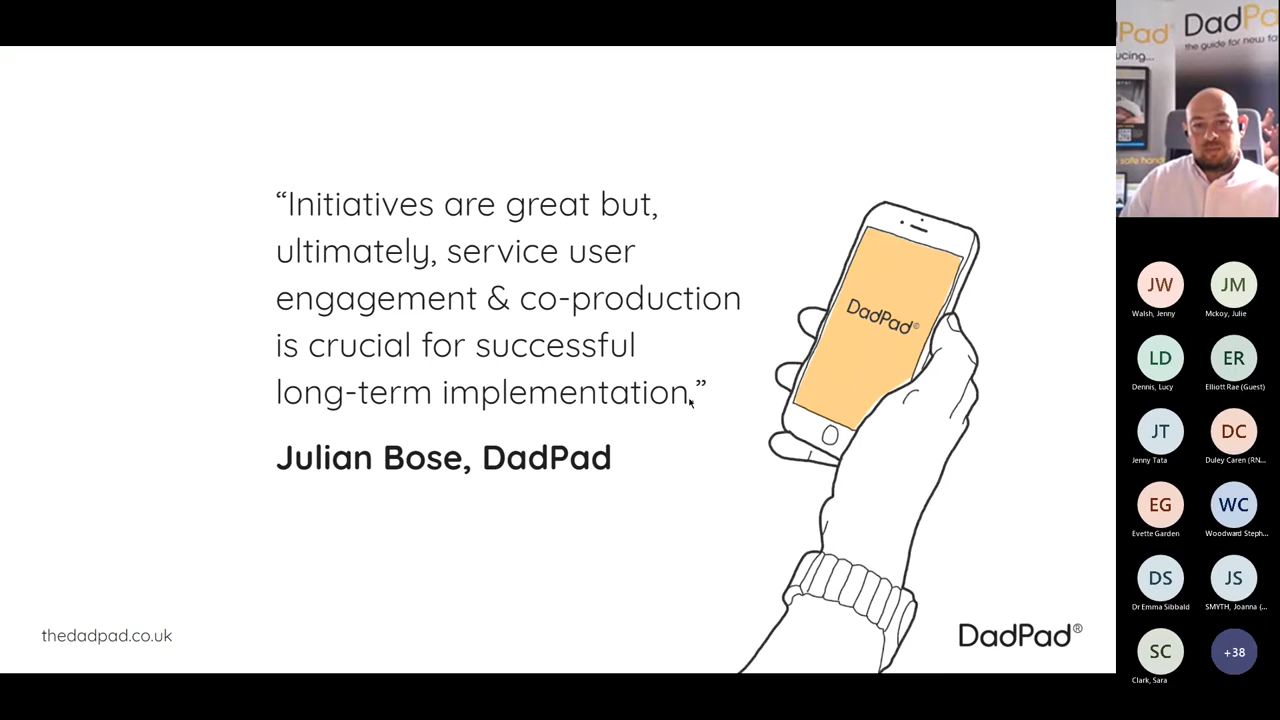 “Initiatives are great but,
ultimately, service user
engagement & co-production
is crucial for successful
long-term implementation.”
Julian Bose, DadPad
DadPad®
thedadpad.co.uk
DadPad®
Pad®
DadPa
ucing...
the guide for new fa
safe hand
JW
JM
Walsh, Jenny
Mckoy, Julie
LD
ER
Dennis, Lucy
Elliott Rae (Guest)
JT
DC
Jenny Tata
Duley Caren (RN...
EG
WC
Evette Garden
Woodward Steph...
DS
JS
Dr Emma Sibbald
SMYTH, Joanna (...
SC
+38
Clark, Sara